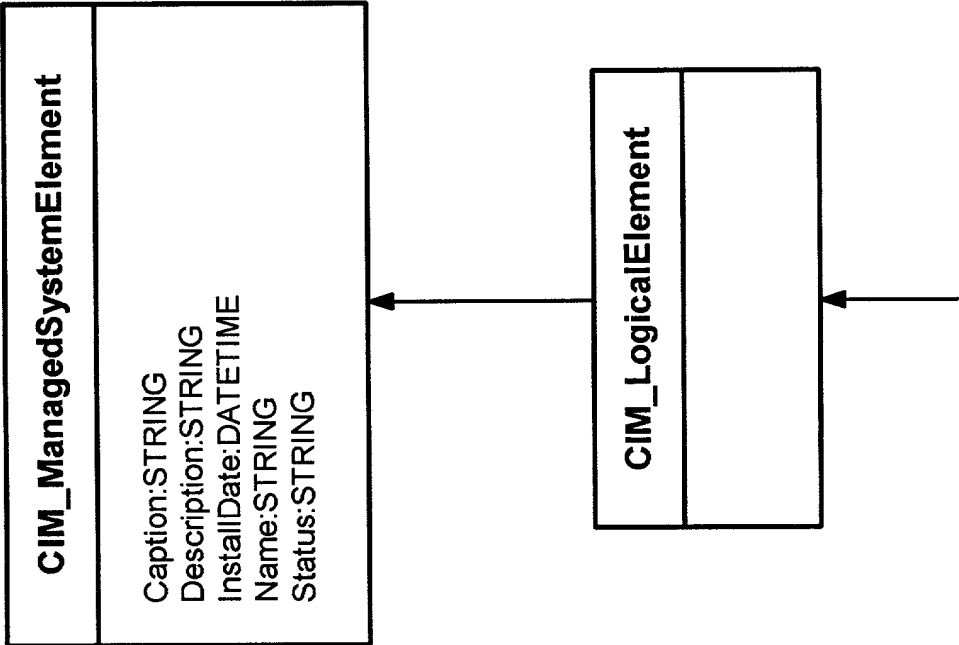 CIM_ManagedSystemElement
Caption:STRING
Description:STRING
InstallDate:DATETIME
Name:STRING
Status:STRING
CIM_LogicalElement